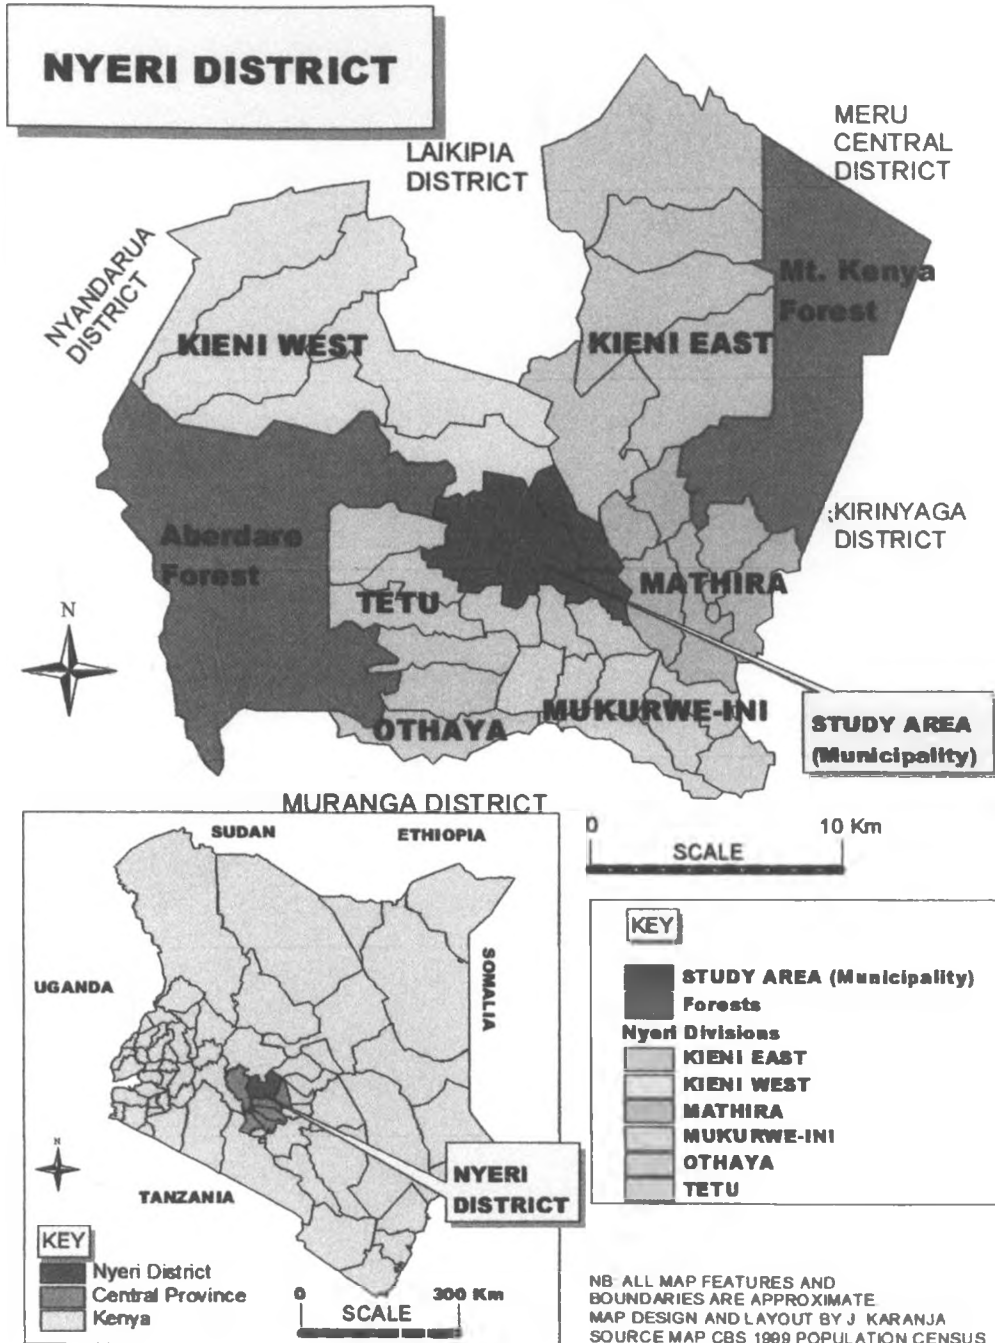 NYERI DISTRICT
LAIKIPIA
DISTRICT
MERU
CENTRAL
DISTRICT
NYANDARUA
DISTRICT
Mt. Kenya
Forest
KIENI WEST
KIENI EAST
KIRINYAGA
DISTRICT
Aberdare
Forest
MATHIRA
TETU
N
OTHAYA
MUKURWE-INI
STUDY AREA
(Municipality)
MURANGA DISTRICT
0
10 Km
SCALE
SUDAN
ETHIOPIA
UGANDA
SOMALIA
TANZANIA
N
NYERI
DISTRICT
KEY
Nyeri District
Central Province
Kenya
0
300 Km
SCALE
KEY
STUDY AREA (Municipality)
Forests
Nyeri Divisions
KIENI EAST
KIENI WEST
MATHIRA
MUKURWE-INI
OTHAYA
TETU
NB ALL MAP FEATURES AND
BOUNDARIES ARE APPROXIMATE
MAP DESIGN AND LAYOUT BY J KARANJA
SOURCE MAP CBS 1999 POPULATION CENSUS